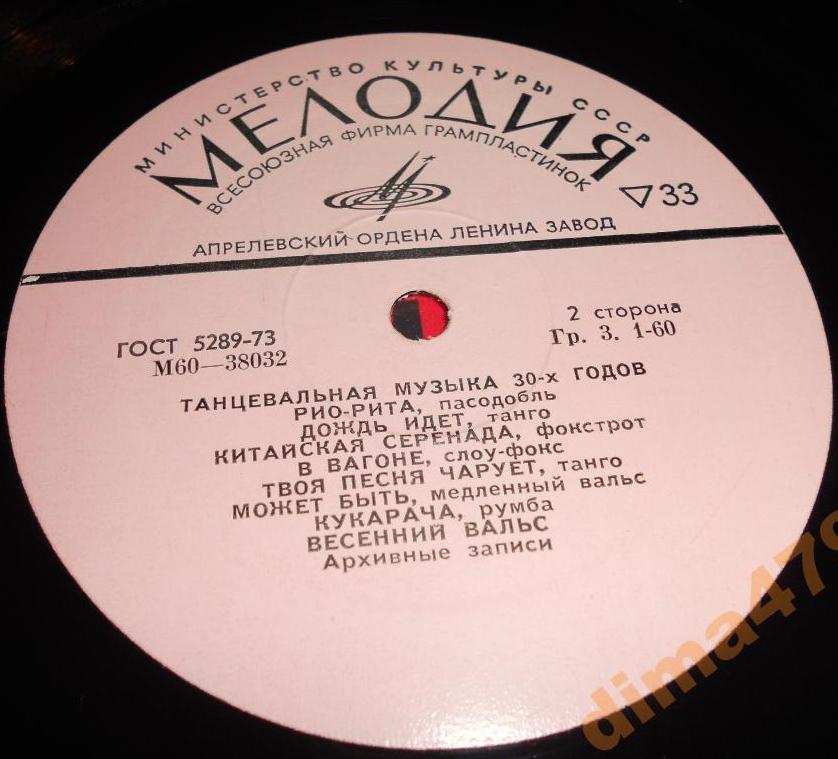 МИНИСТЕРСТВО КУЛЬТУРЫ СССР
МЕЛОДИЯ
ВСЕСОЮЗНАЯ ФИРМА ГРАМПЛАСТИНОК
▽33
АПРЕЛЕВСКИЙ ОРДЕНА ЛЕНИНА ЗАВОД
ГОСТ 5289-73
М60—38032
2 сторона
Гр. 3. 1-60
ТАНЦЕВАЛЬНАЯ МУЗЫКА 30-х ГОДОВ
РИО-РИТА, пасодобль
ДОЖДЬ ИДЕТ, танго
КИТАЙСКАЯ СЕРЕНАДА, фокстрот
В ВАГОНЕ, слоу-фокс
ТВОЯ ПЕСНЯ ЧАРУЕТ, танго
МОЖЕТ БЫТЬ, медленный вальс
КУКАРАЧА, румба
ВЕСЕННИЙ ВАЛЬС
Архивные записи